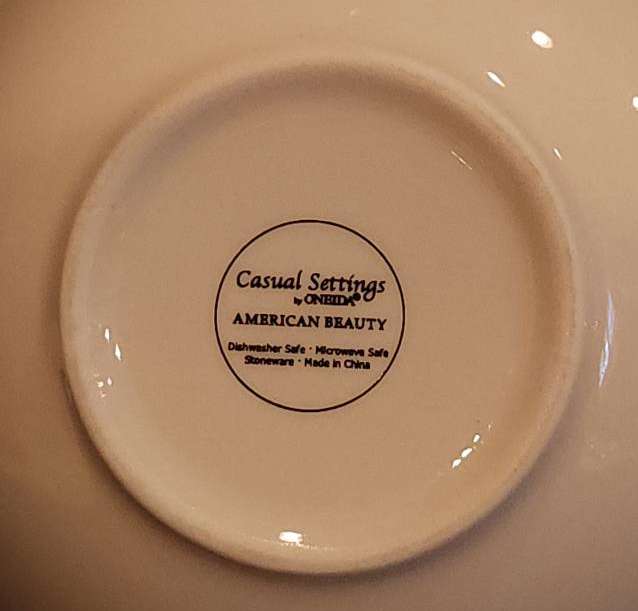 Casual Settings
by ONEIDA®
AMERICAN BEAUTY
Dishwasher Safe · Microwave Safe
Stoneware · Made in China